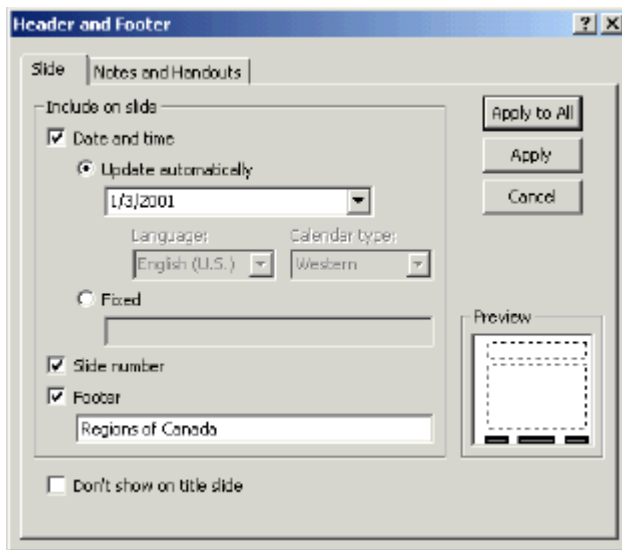 Header and Footer
Slide
Notes and Handouts
Include on slide
Date and time
Update automatically
1/3/2001
Language:
Calendar type:
English (U.S.)
Western
Fixed
Slide number
Footer
Regions of Canada
Don't show on title slide
Apply to All
Apply
Cancel
Preview